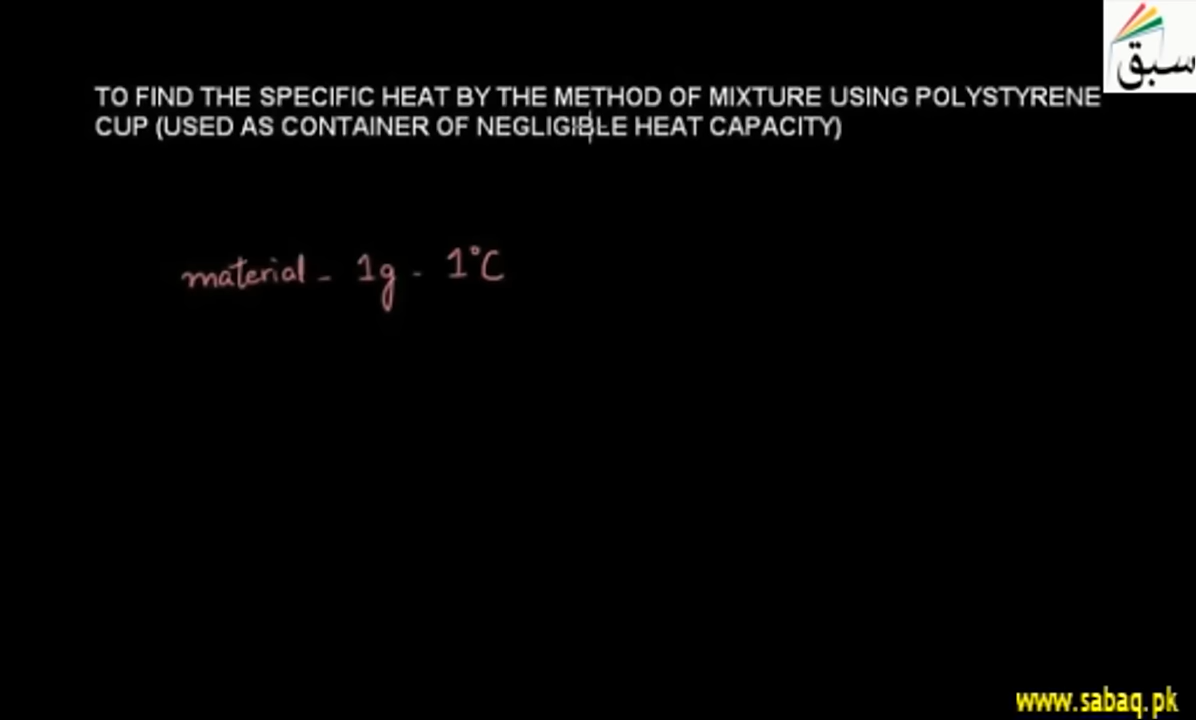 سبق
TO FIND THE SPECIFIC HEAT BY THE METHOD OF MIXTURE USING POLYSTYRENE
CUP (USED AS CONTAINER OF NEGLIGIBLE HEAT CAPACITY)
material - 1g - 1°C
www.sabaq.pk